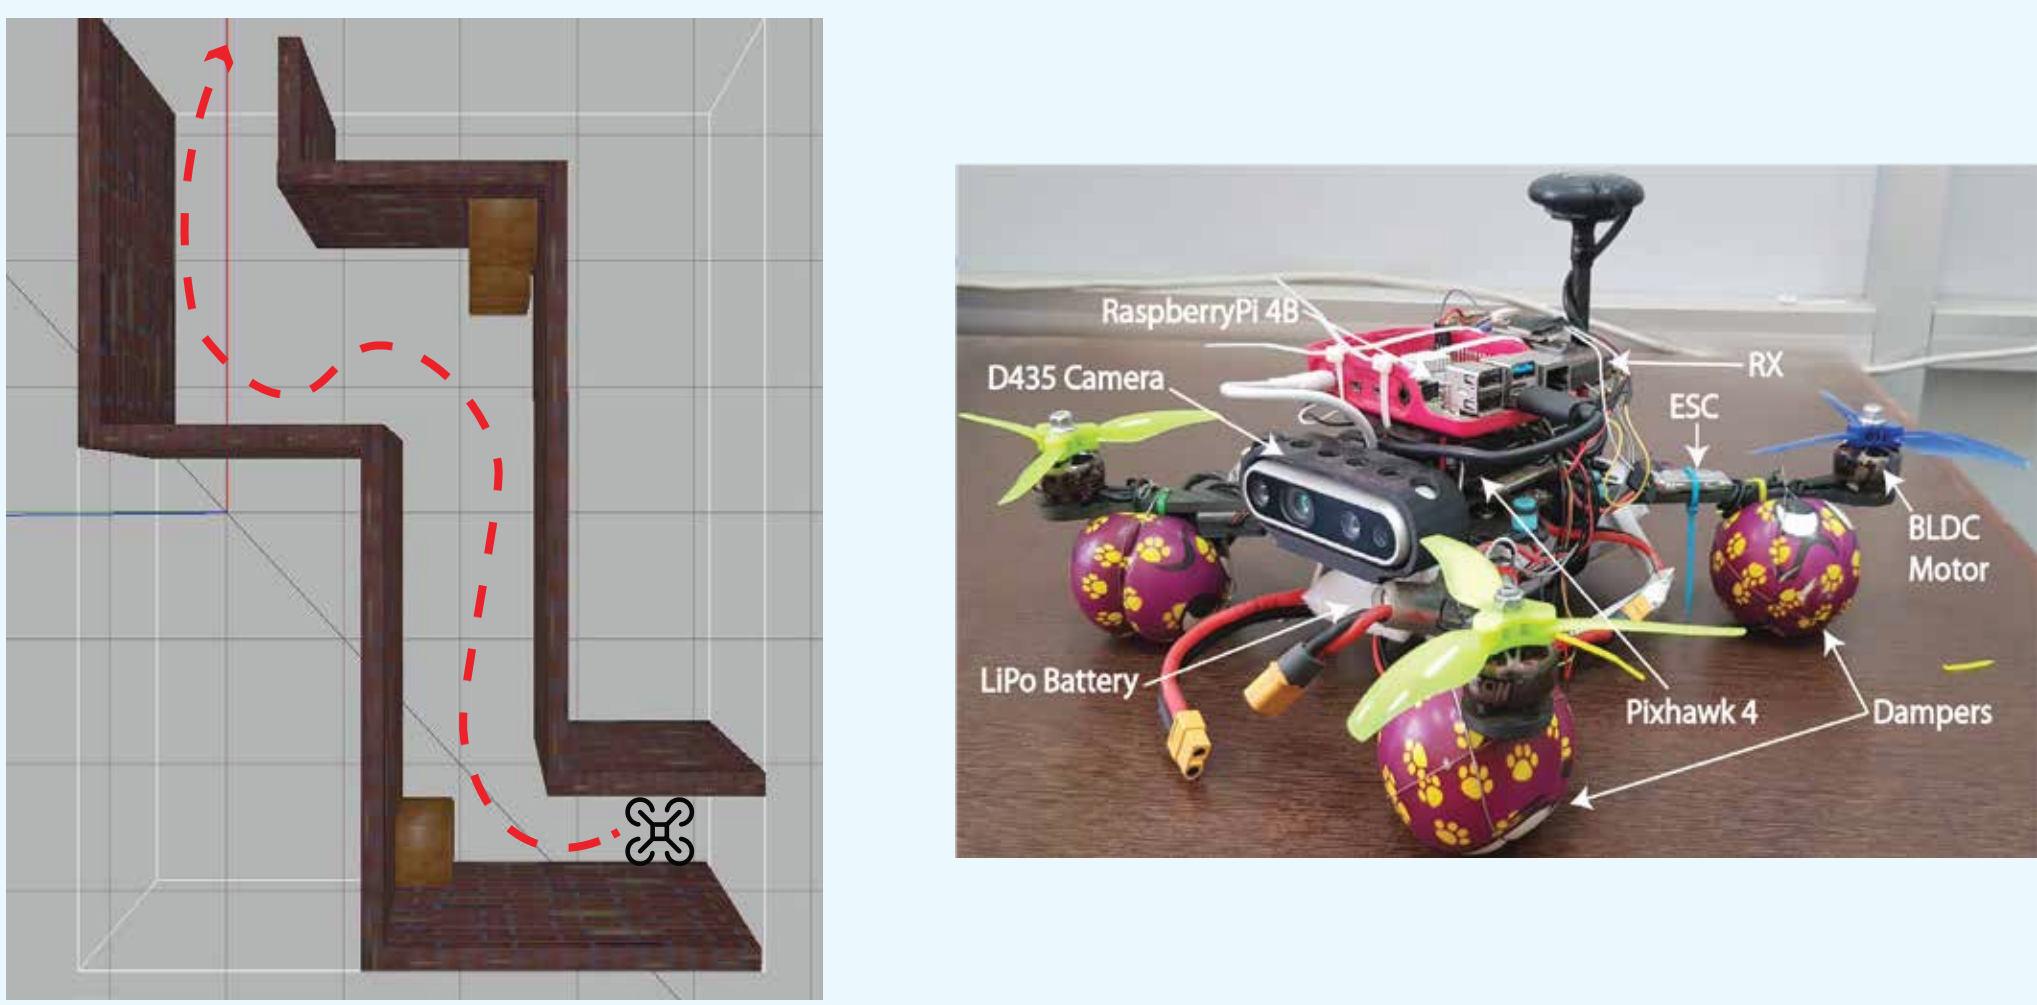 RaspberryPi 4B
D435 Camera
RX
ESC
BLDC
Motor
LiPo Battery
Pixhawk 4
Dampers